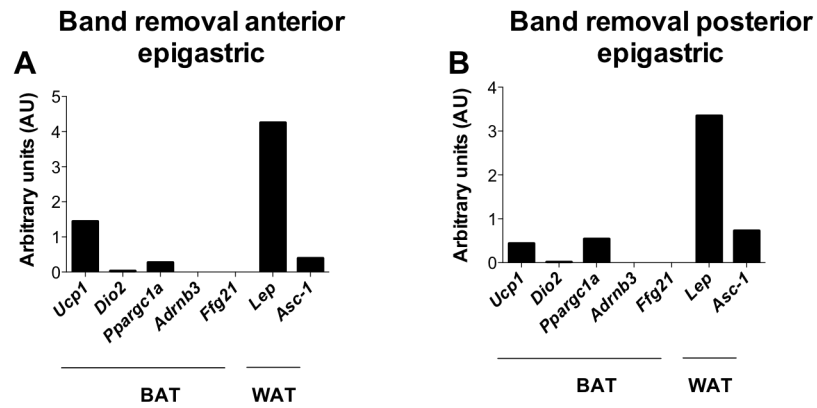 Band removal anterior
epigastric
A
Arbitrary units (AU)
5
4
3
2
1
0
Ucp1
Dio2
Ppargc1a
Adrnb3
Ffg21
Lep
Asc-1
BAT
WAT
Band removal posterior
epigastric
B
Arbitrary units (AU)
4
3
2
1
0
Ucp1
Dio2
Ppargc1a
Adrnb3
Ffg21
Lep
Asc-1
BAT
WAT